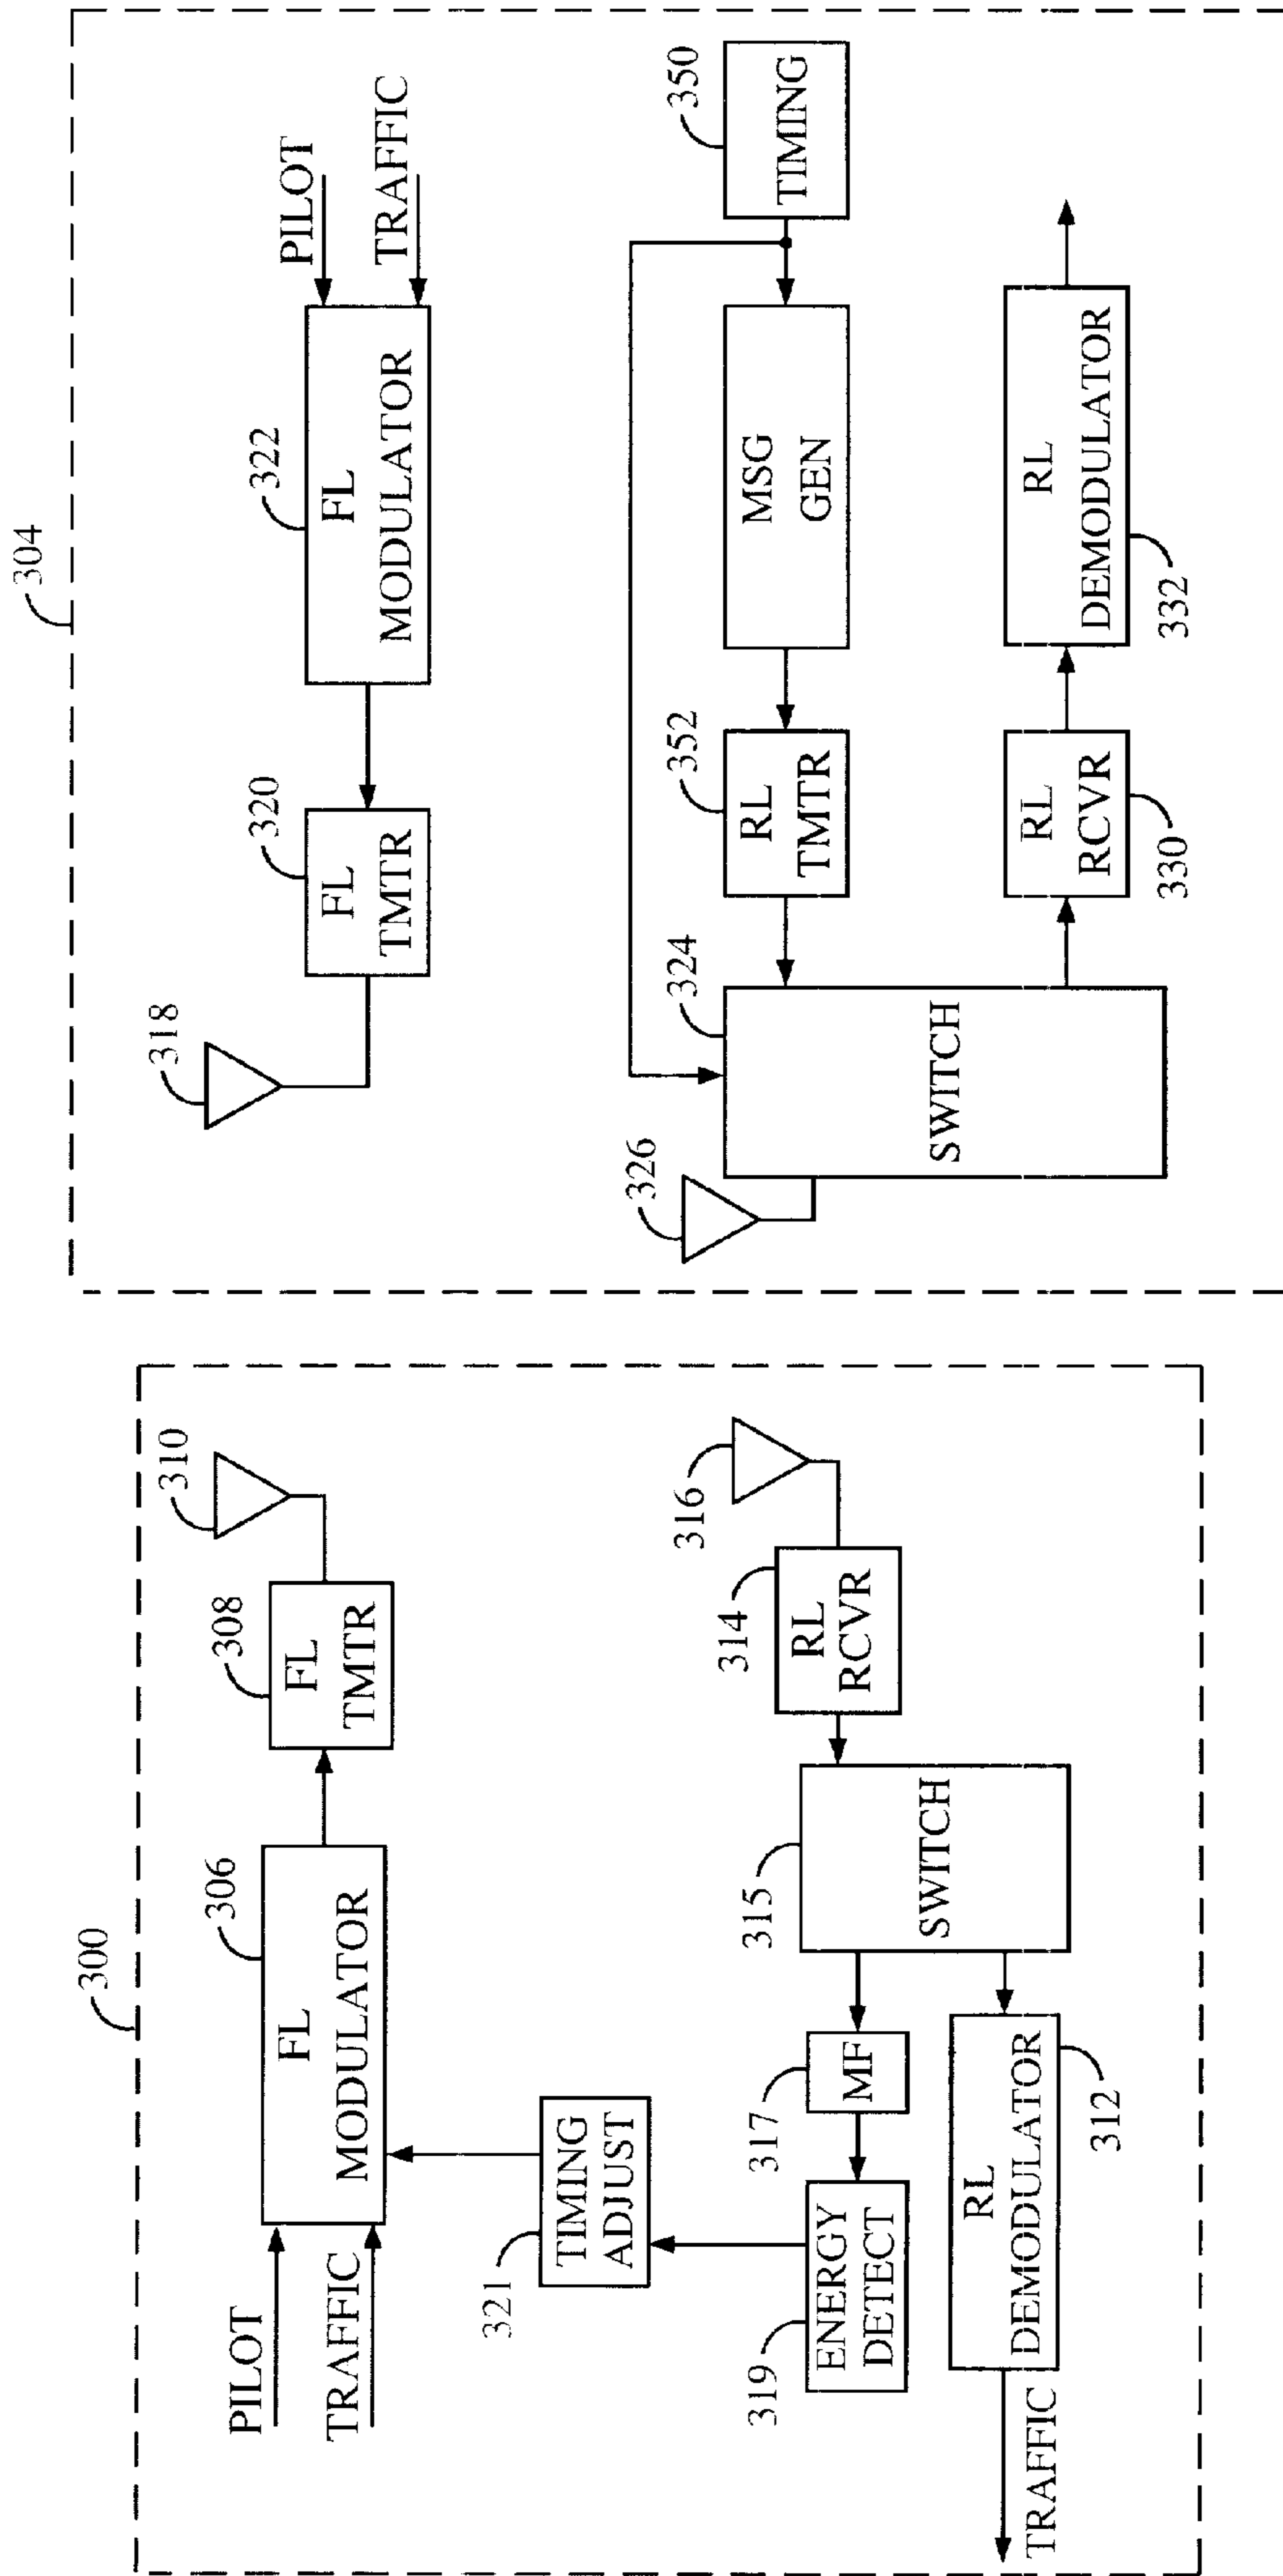 300
PILOT
TRAFFIC
306
FL
MODULATOR
308
FL
TMTR
310
321
TIMING
ADJUST
319
ENERGY
DETECT
317
MF
315
SWITCH
314
RL
RCVR
316
RL
DEMODULATOR
312
TRAFFIC
304
318
320
FL
TMTR
322
FL
MODULATOR
PILOT
TRAFFIC
326
324
SWITCH
352
RL
TMTR
MSG
GEN
350
TIMING
RL
RCVR
330
RL
DEMODULATOR
332